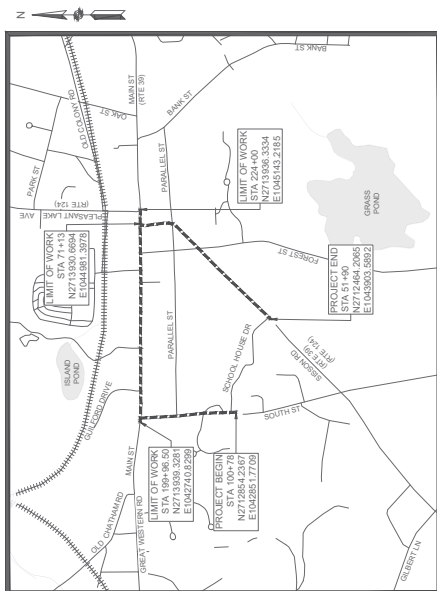 N
BANK ST
MAIN ST
(RTE 39)
OLD COLONY RD
OAK ST
BANK ST
PARK ST
PARALLEL ST
PLEASANT LAKE
AVE
(RTE 124)
LIMIT OF WORK
STA 224+00
N2713936.3334
E1045143.2185
LIMIT OF WORK
STA 71+13
N2713930.6694
E1044981.3978
GRASS
POND
FOREST ST
PROJECT END
STA 51+90
N2712464.2065
E1043903.5892
ISLAND
POND
GUILFORD DRIVE
PARALLEL ST
SCHOOL HOUSE DR
SISSON RD
(RTE 39)
(RTE 124)
SOUTH ST
MAIN ST
LIMIT OF WORK
STA 199+96.50
N2713939.3281
E1042740.8299
PROJECT BEGIN
STA 100+78
N2712854.2367
E1042851.7709
OLD CHATHAM RD
GREAT WESTERN RD
GILBERT LN